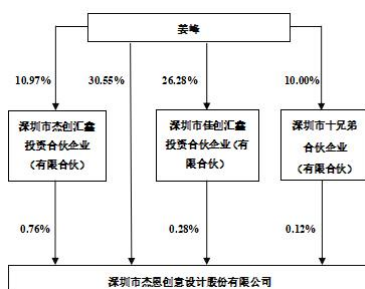 姜峰
10.97% 30.55% 26.28% 10.00%
深圳市杰创汇鑫
投资合伙企业
(有限合伙)
深圳市佳创汇鑫
投资合伙企业(有
限合伙)
深圳市十兄弟
合伙企业
(有限合伙)
0.76% 0.28% 0.12%
深圳市杰恩创意设计股份有限公司